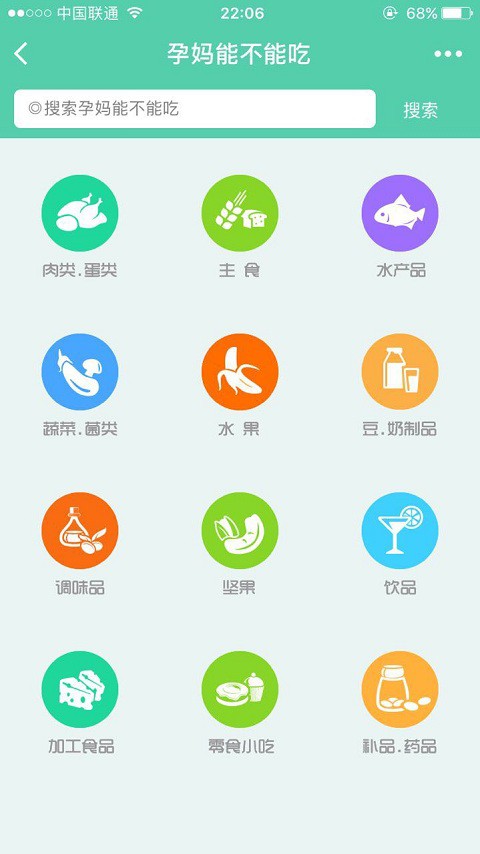 中国联通 22:06 68%
孕妈能不能吃
◎搜索孕妈能不能吃 搜索
肉类.蛋类 主 食 水产品
蔬菜.菌类 水 果 豆.奶制品
调味品 坚果 饮品
加工食品 零食小吃 补品.药品